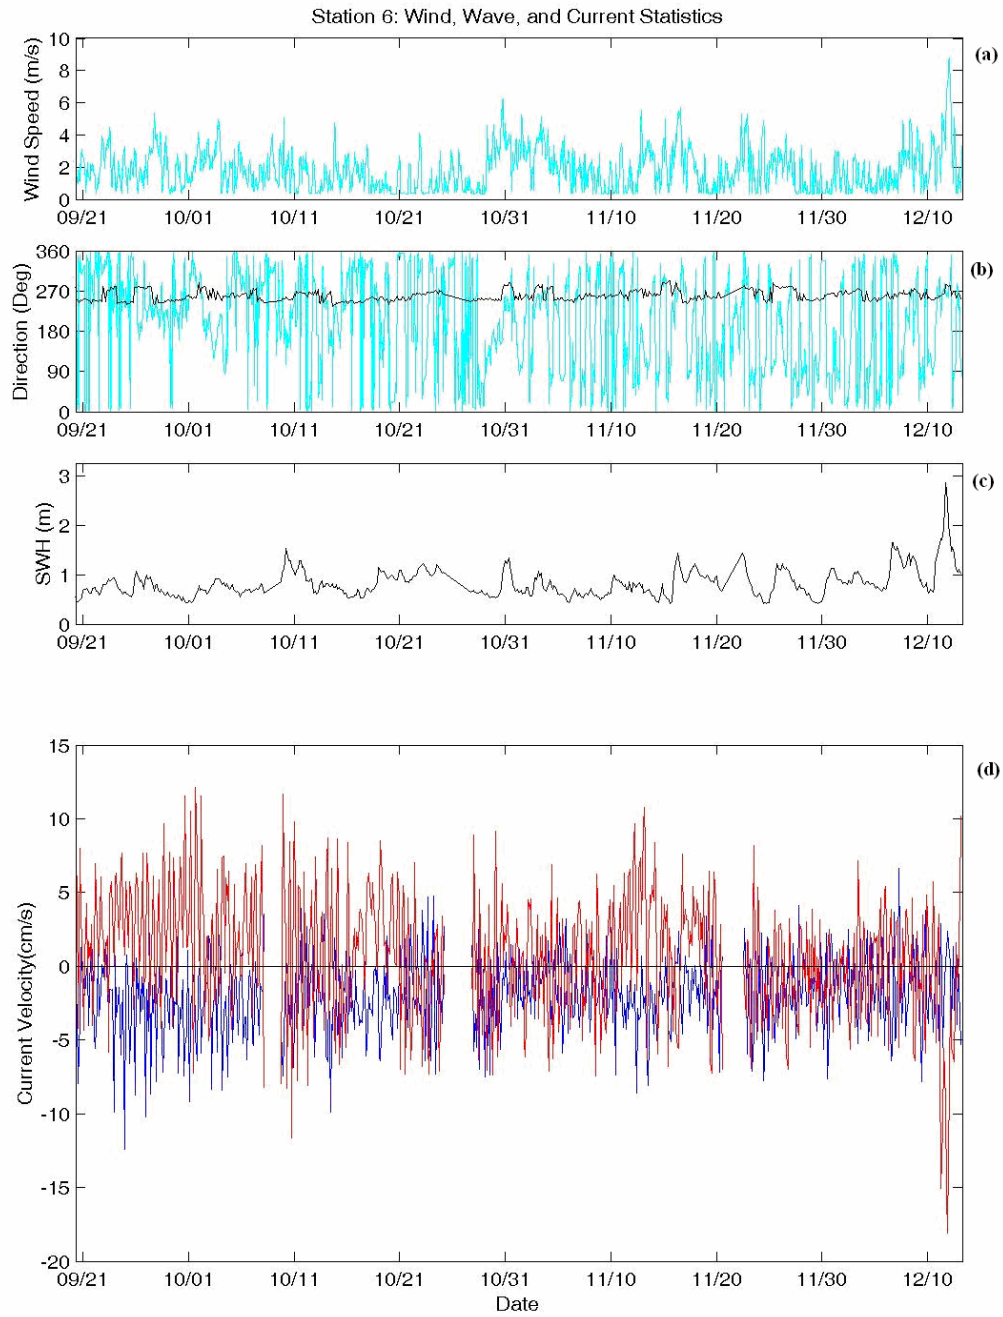 Station 6: Wind, Wave, and Current Statistics
(a)
Wind Speed (m/s)
10
8
6
4
2
0
09/21 10/01 10/11 10/21 10/31 11/10 11/20 11/30 12/10
(b)
Direction (Deg)
360
270
180
90
0
09/21 10/01 10/11 10/21 10/31 11/10 11/20 11/30 12/10
(c)
SWH (m)
3
2
1
0
09/21 10/01 10/11 10/21 10/31 11/10 11/20 11/30 12/10
(d)
Current Velocity(cm/s)
15
10
5
0
-5
-10
-15
-20
09/21 10/01 10/11 10/21 10/31 11/10 11/20 11/30 12/10
Date